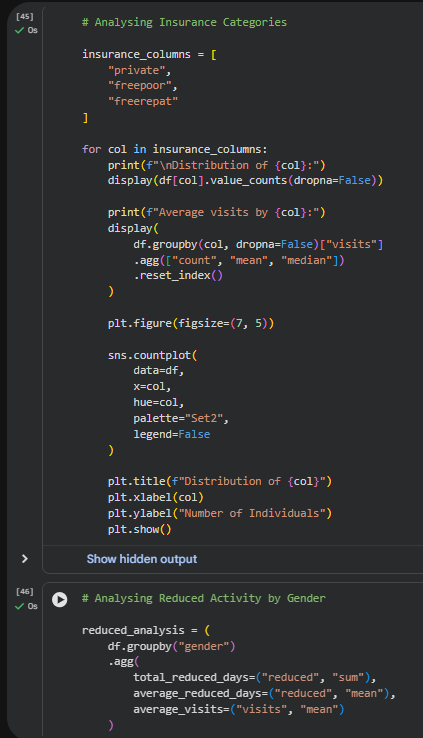 [45]
0s
# Analysing Insurance Categories
insurance_columns = [
    "private",
    "freepoor",
    "freerepat"
]
for col in insurance_columns:
    print(f"\nDistribution of {col}:")
    display(df[col].value_counts(dropna=False))
    print(f"Average visits by {col}:")
    display(
        df.groupby(col, dropna=False)["visits"]
        .agg(["count", "mean", "median"])
        .reset_index()
    )
    plt.figure(figsize=(7, 5))
    sns.countplot(
        data=df,
        x=col,
        hue=col,
        palette="Set2",
        legend=False
    )
    plt.title(f"Distribution of {col}")
    plt.xlabel(col)
    plt.ylabel("Number of Individuals")
    plt.show()
Show hidden output
[46]
0s
# Analysing Reduced Activity by Gender
reduced_analysis = (
    df.groupby("gender")
    .agg(
        total_reduced_days=("reduced", "sum"),
        average_reduced_days=("reduced", "mean"),
        average_visits=("visits", "mean")
    )